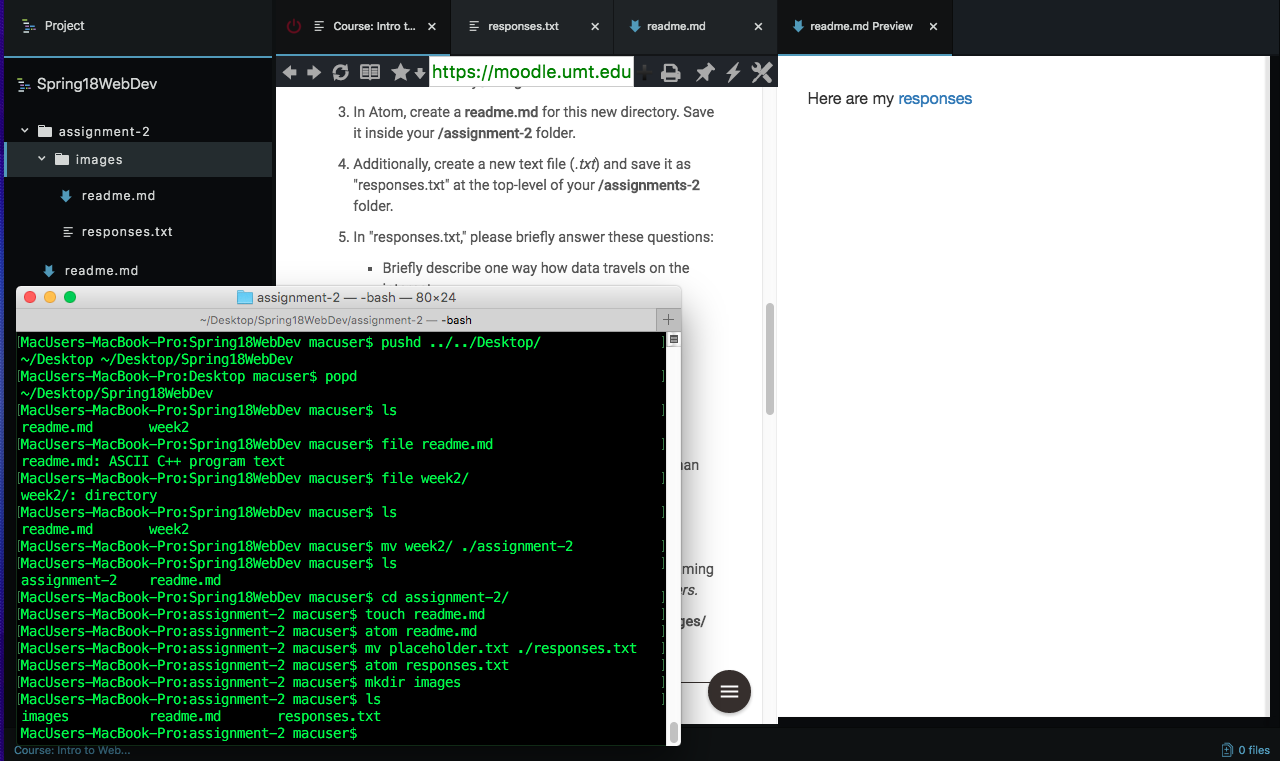 Project
Course: Intro t...
responses.txt
readme.md
readme.md Preview
Spring18WebDev
assignment-2
images
readme.md
responses.txt
readme.md
https://moodle.umt.edu
3. In Atom, create a readme.md for this new directory. Save
it inside your /assignment-2 folder.
4. Additionally, create a new text file (.txt) and save it as
"responses.txt" at the top-level of your /assignments-2
folder.
5. In "responses.txt," please briefly answer these questions:
▪ Briefly describe one way how data travels on the
Here are my responses
assignment-2 — -bash — 80×24
~/Desktop/Spring18WebDev/assignment-2 — -bash
[MacUsers-MacBook-Pro:Spring18WebDev macuser$ pushd ../../Desktop/ ]
~/Desktop ~/Desktop/Spring18WebDev
[MacUsers-MacBook-Pro:Desktop macuser$ popd ]
~/Desktop/Spring18WebDev
[MacUsers-MacBook-Pro:Spring18WebDev macuser$ ls ]
readme.md week2
[MacUsers-MacBook-Pro:Spring18WebDev macuser$ file readme.md ]
readme.md: ASCII C++ program text
[MacUsers-MacBook-Pro:Spring18WebDev macuser$ file week2/ ]
week2/: directory
[MacUsers-MacBook-Pro:Spring18WebDev macuser$ ls ]
readme.md week2
[MacUsers-MacBook-Pro:Spring18WebDev macuser$ mv week2/ ./assignment-2 ]
[MacUsers-MacBook-Pro:Spring18WebDev macuser$ ls ]
assignment-2 readme.md
[MacUsers-MacBook-Pro:Spring18WebDev macuser$ cd assignment-2/ ]
[MacUsers-MacBook-Pro:assignment-2 macuser$ touch readme.md ]
[MacUsers-MacBook-Pro:assignment-2 macuser$ atom readme.md ]
[MacUsers-MacBook-Pro:assignment-2 macuser$ mv placeholder.txt ./responses.txt ]
[MacUsers-MacBook-Pro:assignment-2 macuser$ atom responses.txt ]
[MacUsers-MacBook-Pro:assignment-2 macuser$ mkdir images ]
[MacUsers-MacBook-Pro:assignment-2 macuser$ ls ]
images readme.md responses.txt
MacUsers-MacBook-Pro:assignment-2 macuser$
Course: Intro to Web...
0 files